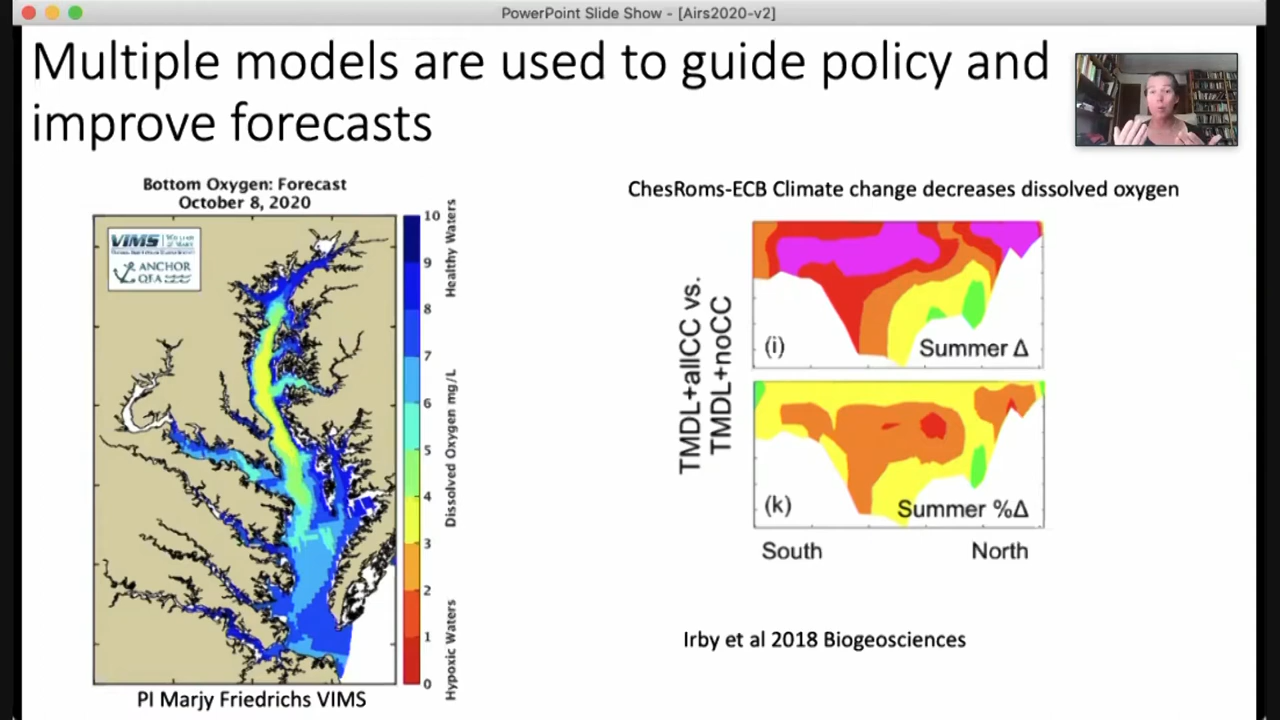 PowerPoint Slide Show - [Airs2020-v2]
Multiple models are used to guide policy and
improve forecasts
Bottom Oxygen: Forecast
October 8, 2020
VIMS
ANCHOR
QEA
10
9
8
7
6
5
4
3
2
1
0
Healthy Waters
Dissolved Oxygen mg/L
Hypoxic Waters
PI Marjy Friedrichs VIMS
ChesRoms-ECB Climate change decreases dissolved oxygen
TMDL+allCC vs.
TMDL+noCC
(i)
Summer Δ
(k)
Summer %Δ
South
North
Irby et al 2018 Biogeosciences